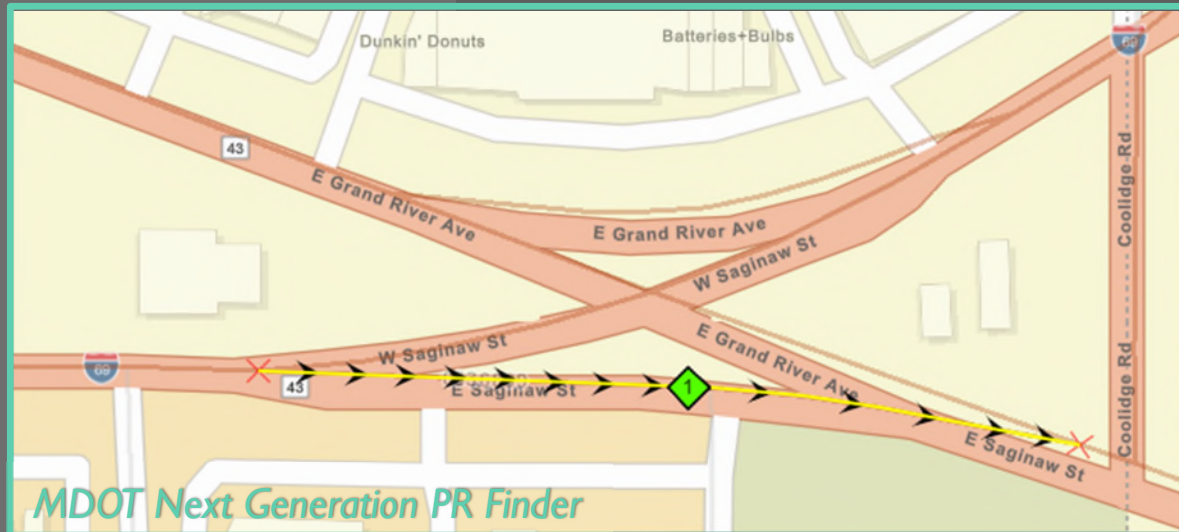 Dunkin' Donuts
Batteries+Bulbs
69
43
E Grand River Ave
E Grand River Ave
W Saginaw St
Coolidge Rd
W Saginaw St
E Grand River Ave
69
43
E Saginaw St
1
Coolidge Rd
E Saginaw St
MDOT Next Generation PR Finder